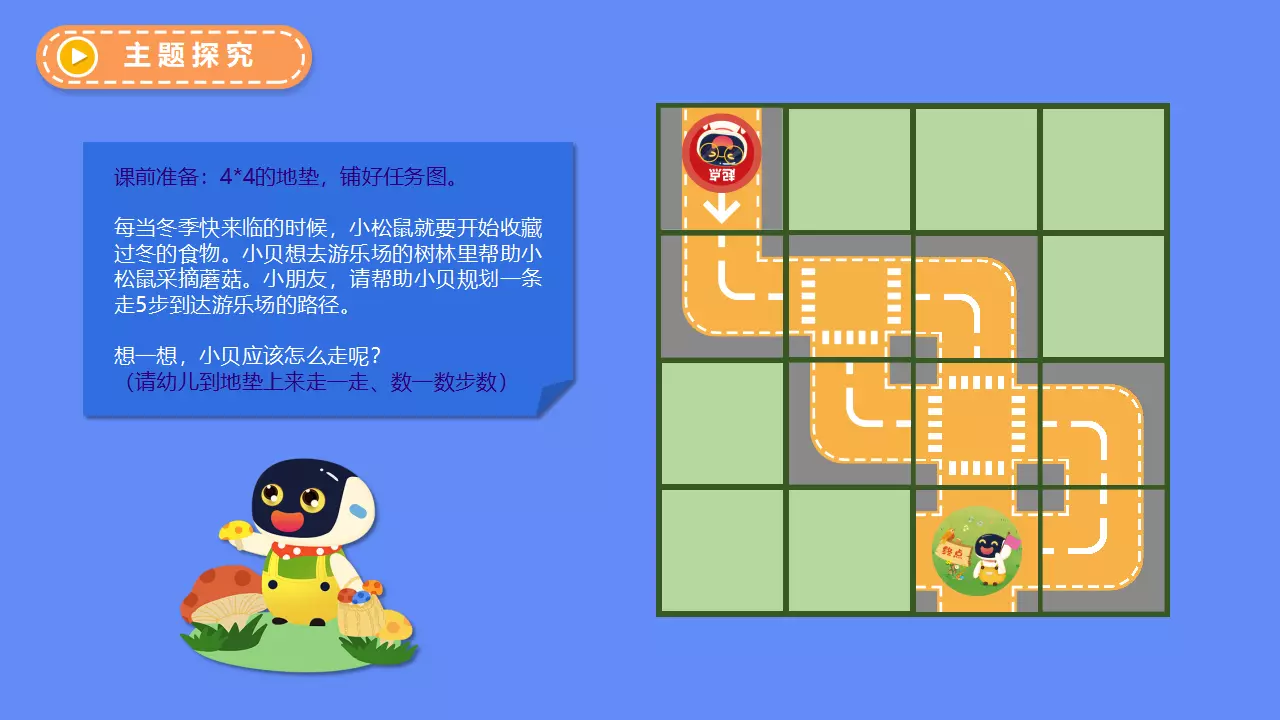 主题探究
课前准备：4*4的地垫，铺好任务图。
每当冬季快来临的时候，小松鼠就要开始收藏
过冬的食物。小贝想去游乐场的树林里帮助小
松鼠采摘蘑菇。小朋友，请帮助小贝规划一条
走5步到达游乐场的路径。
想一想，小贝应该怎么走呢？
（请幼儿到地垫上来走一走、数一数步数）
起点
终点